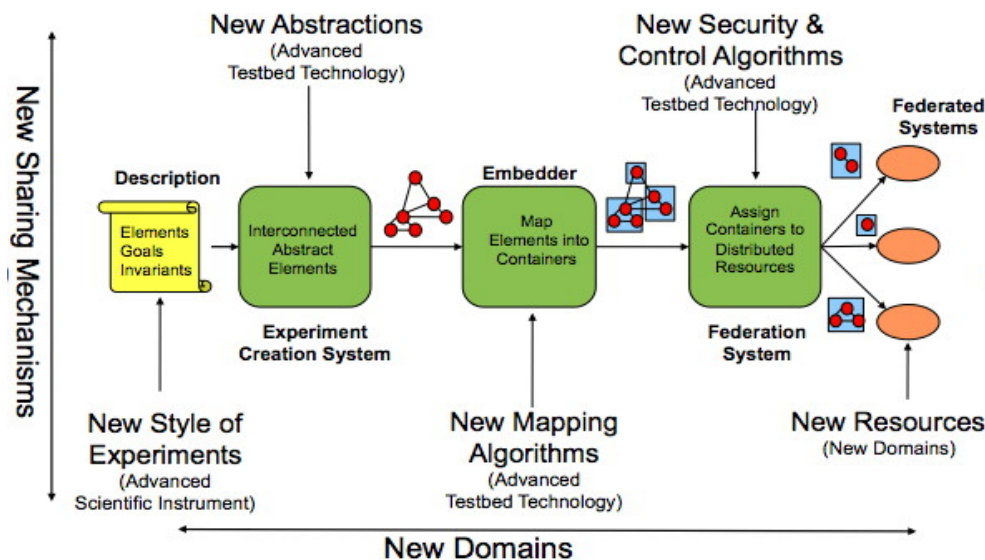 New Abstractions
(Advanced
Testbed Technology)
New Security &
Control Algorithms
(Advanced
Testbed Technology)
Federated
Systems
New Sharing Mechanisms
Description
Elements
Goals
Invariants
Interconnected
Abstract
Elements
Experiment
Creation System
Embedder
Map
Elements into
Containers
Assign
Containers to
Distributed
Resources
Federation
System
New Style of
Experiments
(Advanced
Scientific Instrument)
New Mapping
Algorithms
(Advanced
Testbed Technology)
New Resources
(New Domains)
New Domains